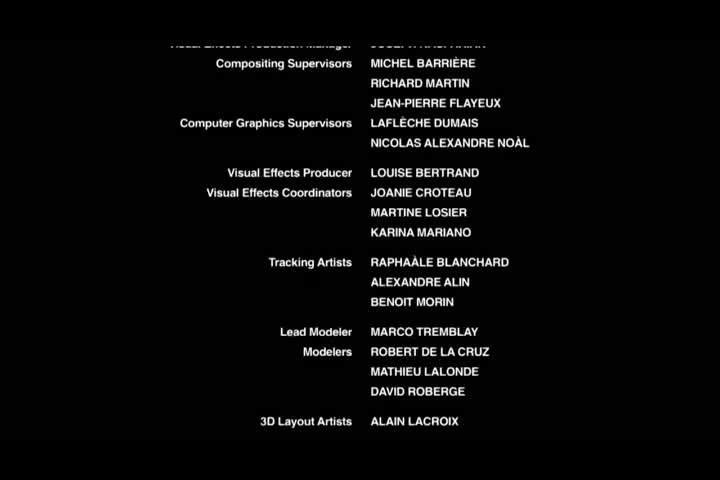 Compositing Supervisors MICHEL BARRIÈRE
RICHARD MARTIN
JEAN-PIERRE FLAYEUX
Computer Graphics Supervisors LAFLÈCHE DUMAIS
NICOLAS ALEXANDRE NOÀL
Visual Effects Producer LOUISE BERTRAND
Visual Effects Coordinators JOANIE CROTEAU
MARTINE LOSIER
KARINA MARIANO
Tracking Artists RAPHAÀLE BLANCHARD
ALEXANDRE ALIN
BENOIT MORIN
Lead Modeler MARCO TREMBLAY
Modelers ROBERT DE LA CRUZ
MATHIEU LALONDE
DAVID ROBERGE
3D Layout Artists ALAIN LACROIX